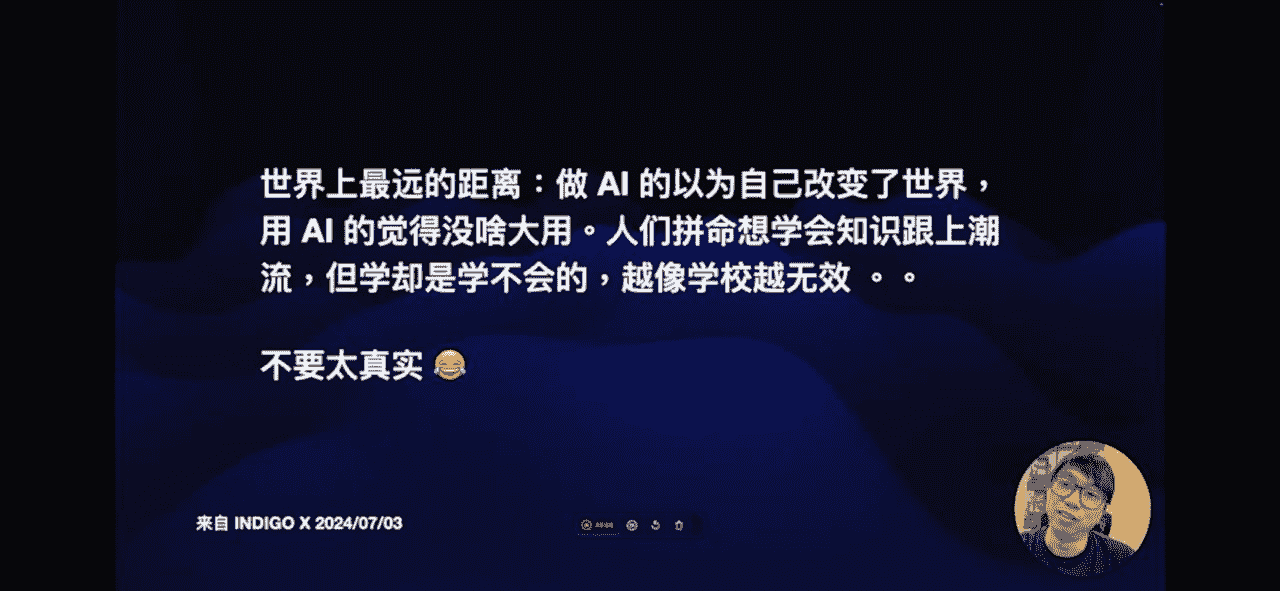 世界上最远的距离：做 AI 的以为自己改变了世界，
用 AI 的觉得没啥大用。人们拼命想学会知识跟上潮
流，但学却是学不会的，越像学校越无效 。。
不要太真实 😂
来自 INDIGO X 2024/07/03